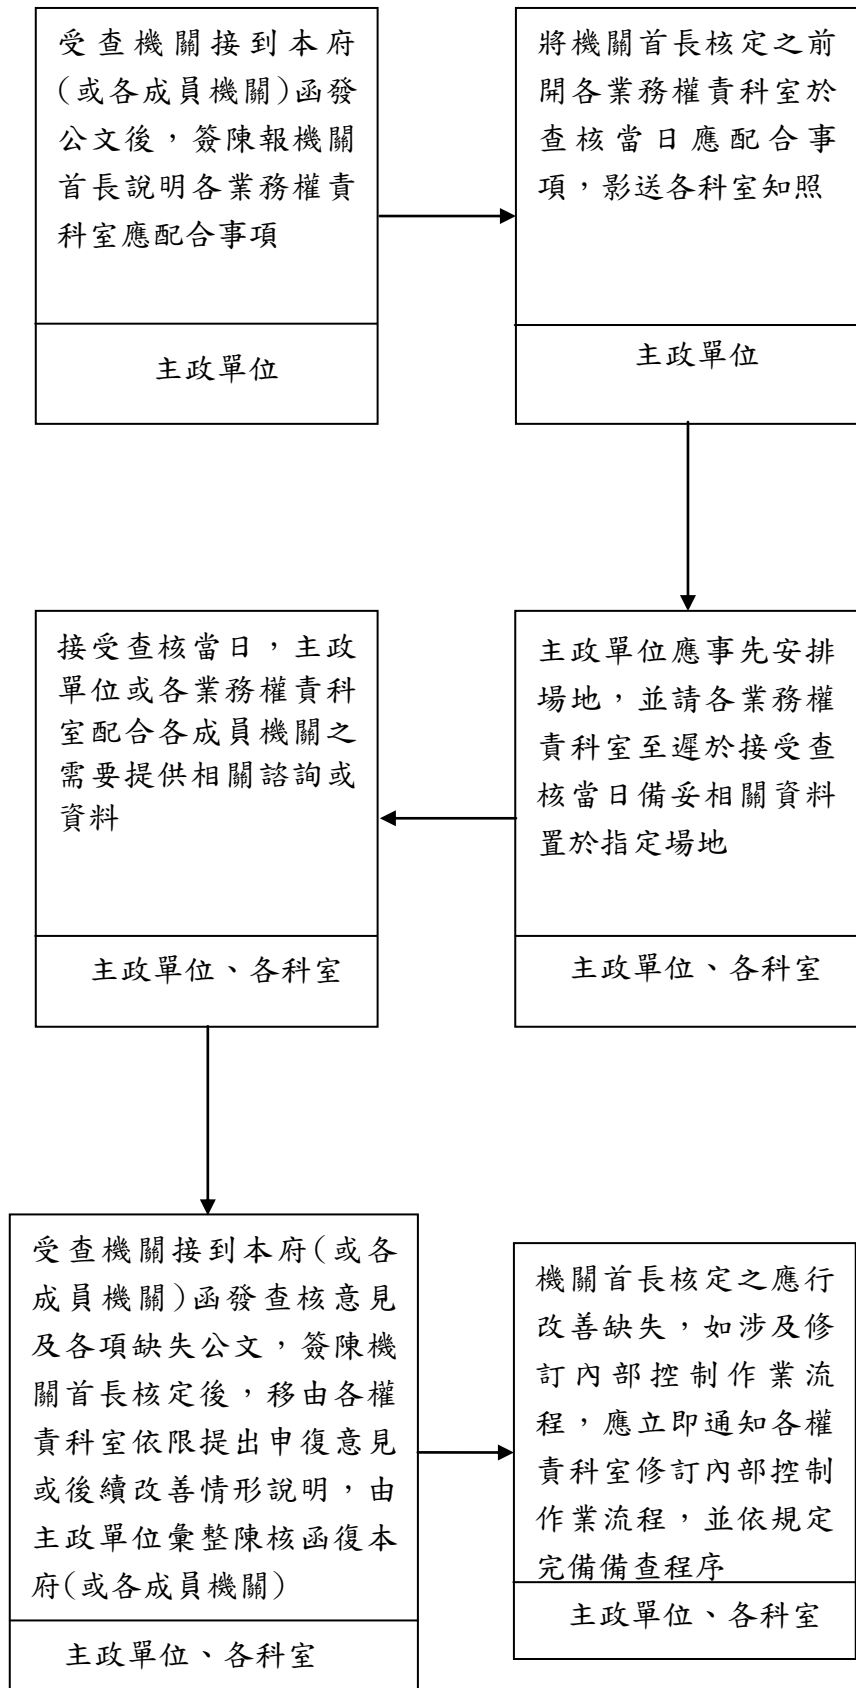 受查機關接到本府
(或各成員機關)函發
公文後，簽陳報機關
首長說明各業務權責
科室應配合事項
主政單位
將機關首長核定之前
開各業務權責科室於
查核當日應配合事
項，影送各科室知照
主政單位
主政單位應事先安排
場地，並請各業務權
責科室至遲於接受查
核當日備妥相關資料
置於指定場地
主政單位、各科室
接受查核當日，主政
單位或各業務權責科
室配合各成員機關之
需要提供相關諮詢或
資料
主政單位、各科室
受查機關接到本府(或各
成員機關)函發查核意見
及各項缺失公文，簽陳機
關首長核定後，移由各權
責科室依限提出申復意見
或後續改善情形說明，由
主政單位彙整陳核函復本
府(或各成員機關)
主政單位、各科室
機關首長核定之應行
改善缺失，如涉及修
訂內部控制作業流
程，應立即通知各權
責科室修訂內部控制
作業流程，並依規定
完備備查程序
主政單位、各科室